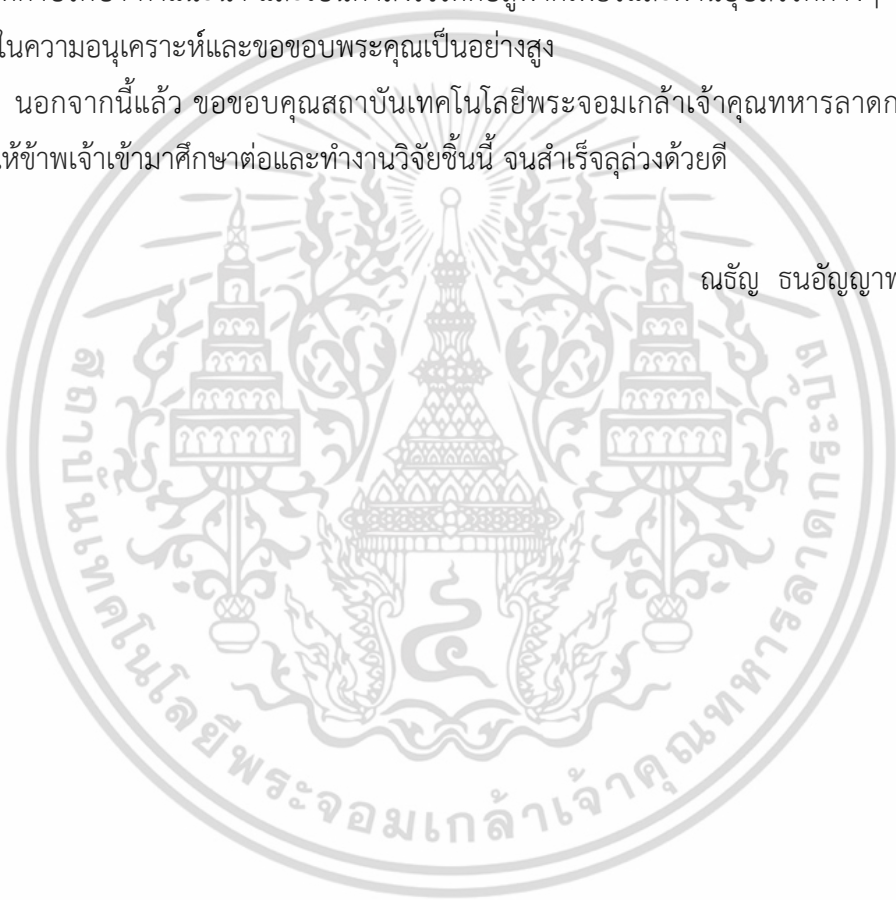 ในความอนุเคราะห์และขอขอบพระคุณเป็นอย่างสูง
นอกจากนี้แล้ว ขอขอบคุณสถาบันเทคโนโลยีพระจอมเกล้าเจ้าคุณทหารลาดก
ให้ข้าพเจ้าเข้ามาศึกษาต่อและทำงานวิจัยชิ้นนี้ จนสำเร็จลุล่วงด้วยดี
ณธัญ ธนอัญญาพ
สถาบันเทคโนโลยีพระจอมเกล้าเจ้าคุณทหารลาดกระบัง
๔